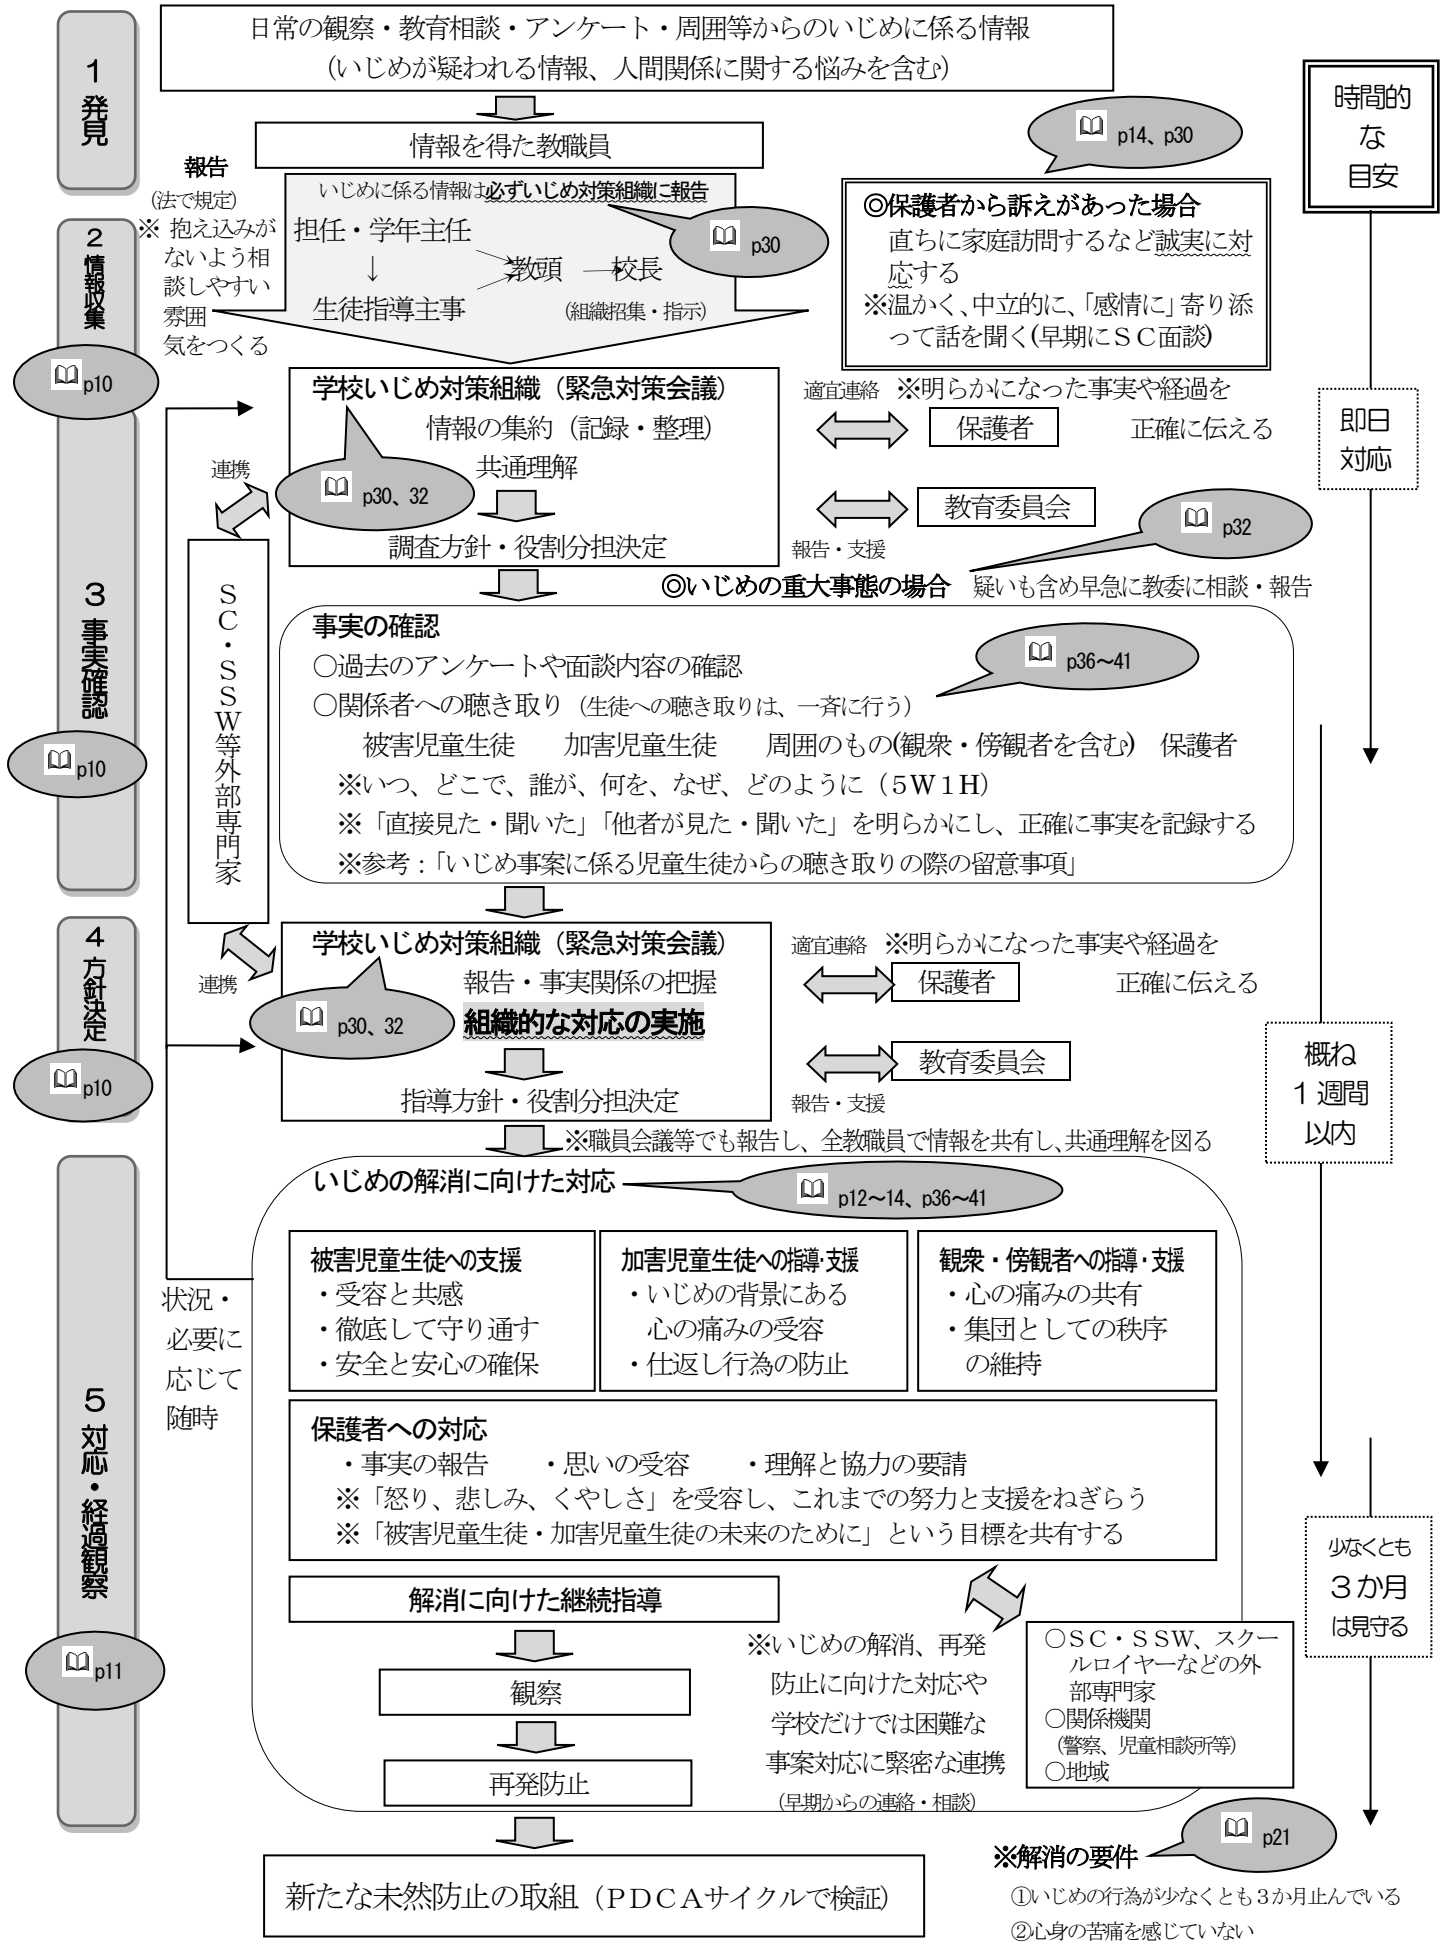 日常の観察・教育相談・アンケート・周囲等からのいじめに係る情報
(いじめが疑われる情報、人間関係に関する悩みを含む)
1 発見
時間的
な
目安
情報を得た教職員
p14、p30
報告
(法で規定)
※ 抱え込みが
ないよう相
談しやすい
雰囲
気をつくる
いじめに係る情報は必ずいじめ対策組織に報告
担任・学年主任
↓
生徒指導主事
教頭
校長
(組織招集・指示)
p30
◎保護者から訴えがあった場合
直ちに家庭訪問するなど誠実に対
応する
※温かく、中立的に、「感情に」寄り添
って話を聞く(早期にＳＣ面談)
2 情報収集
p10
学校いじめ対策組織（緊急対策会議）
情報の集約（記録・整理）
共通理解
p30、32
調査方針・役割分担決定
連携
適宜連絡 ※明らかになった事実や経過を
保護者 正確に伝える
教育委員会
報告・支援
p32
即日
対応
◎いじめの重大事態の場合 疑いも含め早急に教委に相談・報告
ＳＣ・ＳＳＷ等外部専門家
3 事実確認
p10
事実の確認
○過去のアンケートや面談内容の確認
p36～41
○関係者への聴き取り（生徒への聴き取りは、一斉に行う）
被害児童生徒 加害児童生徒 周囲のもの(観衆・傍観者を含む) 保護者
※いつ、どこで、誰が、何を、なぜ、どのように（５Ｗ１Ｈ）
※「直接見た・聞いた」「他者が見た・聞いた」を明らかにし、正確に事実を記録する
※参考：「いじめ事案に係る児童生徒からの聴き取りの際の留意事項」
4 方針決定
p10
連携
学校いじめ対策組織（緊急対策会議）
報告・事実関係の把握
p30、32
組織的な対応の実施
指導方針・役割分担決定
適宜連絡 ※明らかになった事実や経過を
保護者 正確に伝える
教育委員会
報告・支援
概ね
１週間
以内
※職員会議等でも報告し、全教職員で情報を共有し、共通理解を図る
いじめの解消に向けた対応
p12～14、p36～41
被害児童生徒への支援
・受容と共感
・徹底して守り通す
・安全と安心の確保
加害児童生徒への指導・支援
・いじめの背景にある
心の痛みの受容
・仕返し行為の防止
観衆・傍観者への指導・支援
・心の痛みの共有
・集団としての秩序
の維持
状況・
必要に
応じて
随時
5 対応・経過観察
p11
保護者への対応
・事実の報告 ・思いの受容 ・理解と協力の要請
※「怒り、悲しみ、くやしさ」を受容し、これまでの努力と支援をねぎらう
※「被害児童生徒・加害児童生徒の未来のために」という目標を共有する
少なくとも
３か月
は見守る
解消に向けた継続指導
観察
再発防止
※いじめの解消、再発
防止に向けた対応や
学校だけでは困難な
事案対応に緊密な連携
(早期からの連絡・相談)
○ＳＣ・ＳＳＷ、スクー
ルロイヤーなどの外
部専門家
○関係機関
(警察、児童相談所等)
○地域
p21
※解消の要件
①いじめの行為が少なくとも３か月止んでいる
②心身の苦痛を感じていない
新たな未然防止の取組（ＰＤＣＡサイクルで検証）